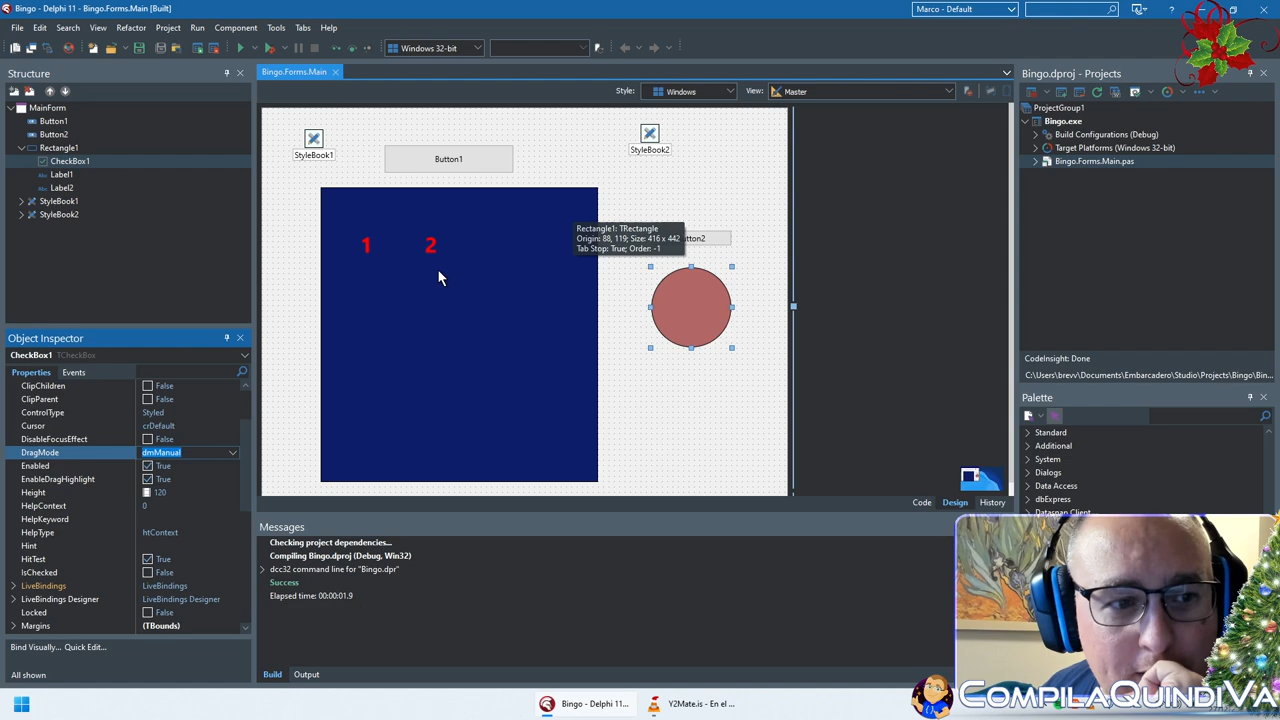 Bingo - Delphi 11 - Bingo.Forms.Main [Built]
Marco - Default
File Edit Search View Refactor Project Run Component Tools Tabs Help
Windows 32-bit
Structure
MainForm
Button1
Button2
Rectangle1
CheckBox1
Label1
Label2
StyleBook1
StyleBook2
Object Inspector
CheckBox1 TCheckBox
Properties Events
ClipChildren False
ClipParent False
ControlType Styled
Cursor crDefault
DisableFocusEffect False
DragMode dmManual
Enabled True
EnableDragHighlight True
Height 120
HelpContext 0
HelpKeyword
HelpType htContext
Hint
HitTest True
IsChecked False
LiveBindings LiveBindings
LiveBindings Designer LiveBindings Designer
Locked False
Margins (TBounds)
Bind Visually... Quick Edit...
All shown
Bingo.Forms.Main
Style: Windows View: Master
StyleBook1
Button1
StyleBook2
1 2
Rectangle1: TRectangle
Origin: 88, 119; Size: 416 x 442
Tab Stop: True; Order: -1
tton2
Code Design History
Messages
Checking project dependencies...
Compiling Bingo.dproj (Debug, Win32)
dcc32 command line for "Bingo.dpr"
Success
Elapsed time: 00:00:01.9
Build Output
Bingo.dproj - Projects
ProjectGroup1
Bingo.exe
Build Configurations (Debug)
Target Platforms (Windows 32-bit)
Bingo.Forms.Main.pas
CodeInsight: Done
C:\Users\brevv\Documents\Embarcadero\Studio\Projects\Bingo\Bin...
Palette
Standard
Additional
System
Dialogs
Data Access
dbExpress
Datasnap Client
Bingo - Delphi 11...
Y2Mate.is - En el ...
CompilaQuindiVa